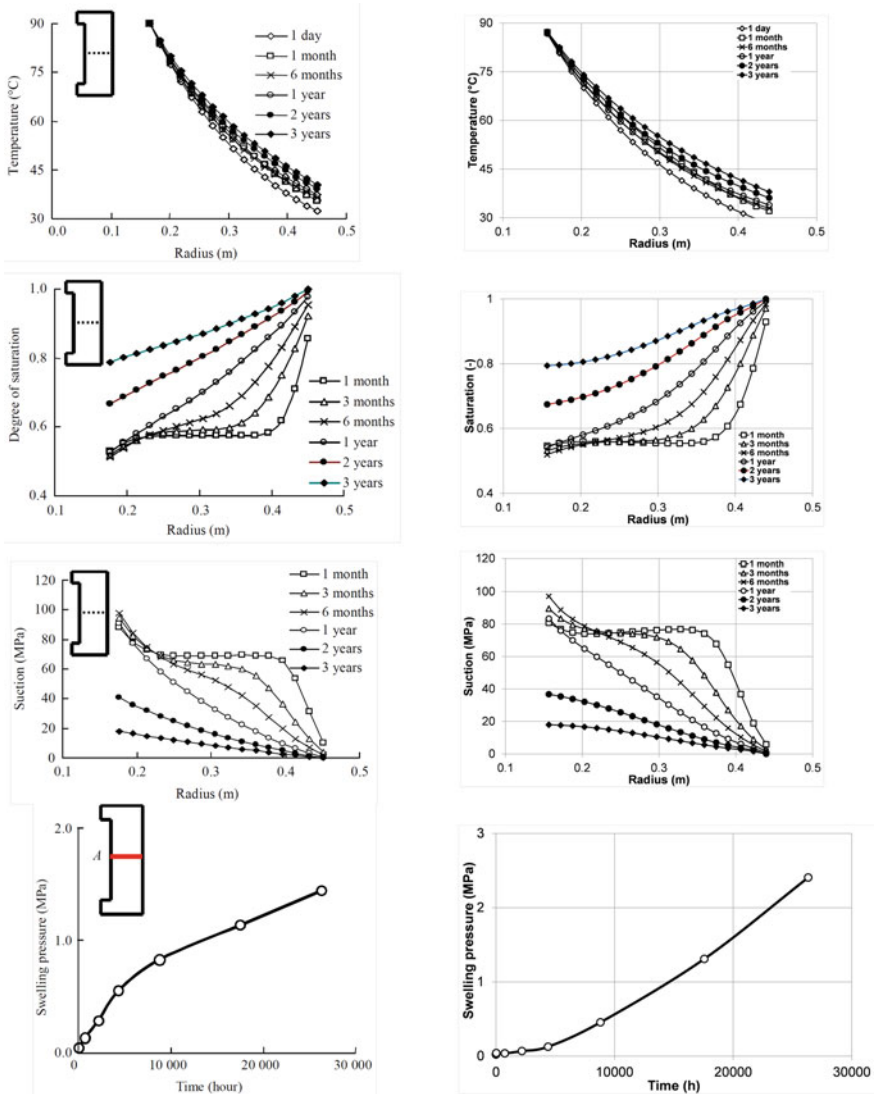 90
75
60
45
30
Temperature (°C)
0.0 0.1 0.2 0.3 0.4 0.5
Radius (m)
1 day
1 month
6 months
1 year
2 years
3 years
90
75
60
45
30
Temperature (°C)
0.1 0.2 0.3 0.4 0.5
Radius (m)
1 day
1 month
6 months
1 year
2 years
3 years
1.0
0.8
0.6
0.4
Degree of saturation
0.1 0.2 0.3 0.4 0.5
Radius (m)
1 month
3 months
6 months
1 year
2 years
3 years
1
0.8
0.6
0.4
Saturation (-)
0.1 0.2 0.3 0.4 0.5
Radius (m)
1 month
3 months
6 months
1 year
2 years
3 years
120
100
80
60
40
20
0
Suction (MPa)
0.1 0.2 0.3 0.4 0.5
Radius (m)
1 month
3 months
6 months
1 year
2 years
3 years
120
100
80
60
40
20
0
Suction (MPa)
0.1 0.2 0.3 0.4 0.5
Radius (m)
1 month
3 months
6 months
1 year
2 years
3 years
2.0
1.0
0.0
Swelling pressure (MPa)
A
0 10 000 20 000 30 000
Time (hour)
3
2
1
0
Swelling pressure (MPa)
0 10000 20000 30000
Time (h)